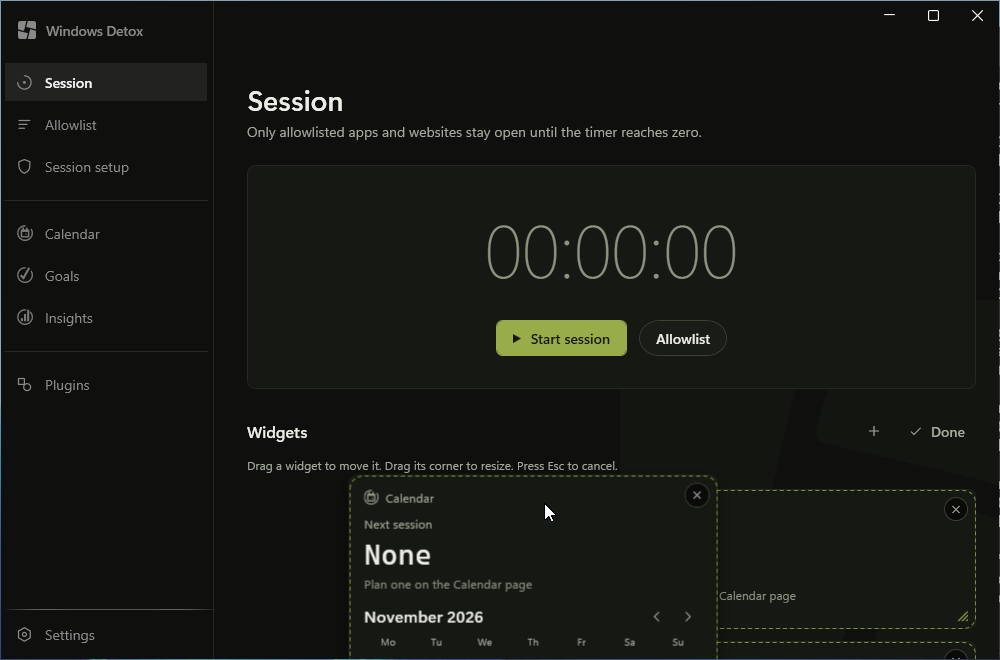 Windows Detox
Session
Allowlist
Session setup
Calendar
Goals
Insights
Plugins
Settings
Session
Only allowlisted apps and websites stay open until the timer reaches zero.
00:00:00
Start session
Allowlist
Widgets
Done
Drag a widget to move it. Drag its corner to resize. Press Esc to cancel.
Calendar
Next session
None
Plan one on the Calendar page
November 2026
Mo Tu We Th Fr Sa Su
Calendar page